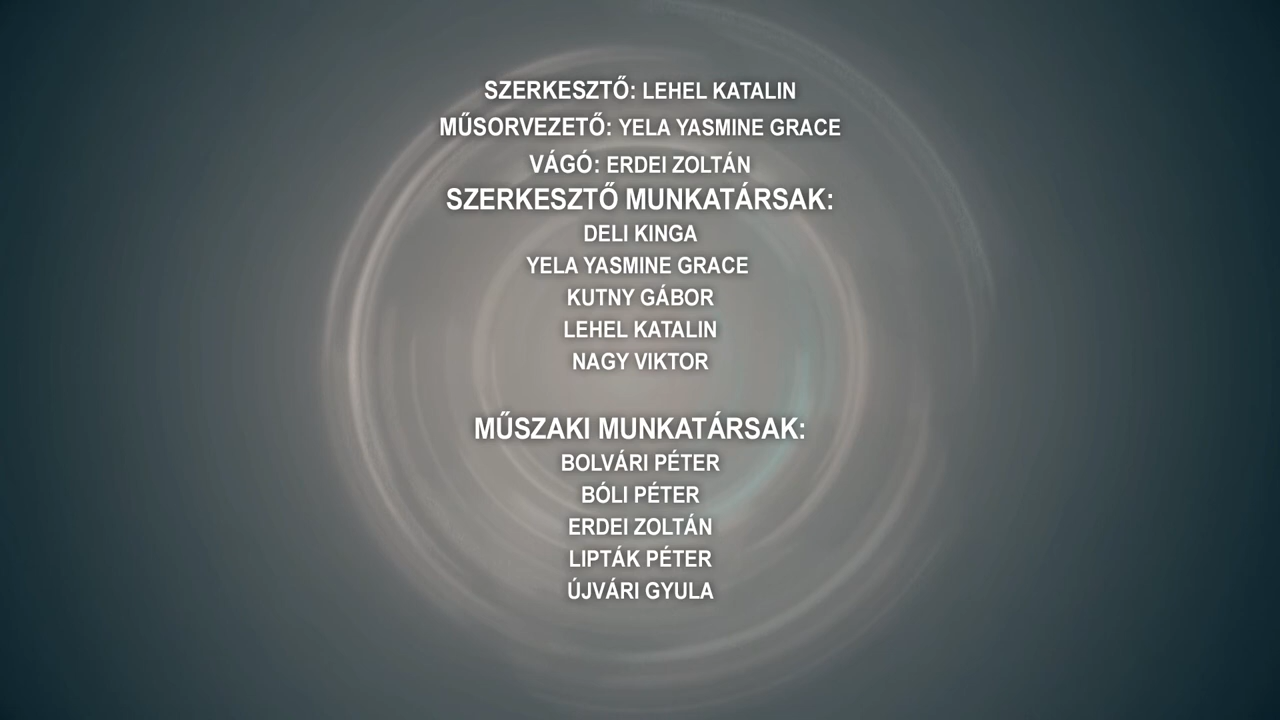 SZERKESZTŐ: LEHEL KATALIN
MŰSORVEZETŐ: YELA YASMINE GRACE
VÁGÓ: ERDEI ZOLTÁN
SZERKESZTŐ MUNKATÁRSAK:
DELI KINGA
YELA YASMINE GRACE
KUTNY GÁBOR
LEHEL KATALIN
NAGY VIKTOR
MŰSZAKI MUNKATÁRSAK:
BOLVÁRI PÉTER
BÓLI PÉTER
ERDEI ZOLTÁN
LIPTÁK PÉTER
ÚJVÁRI GYULA